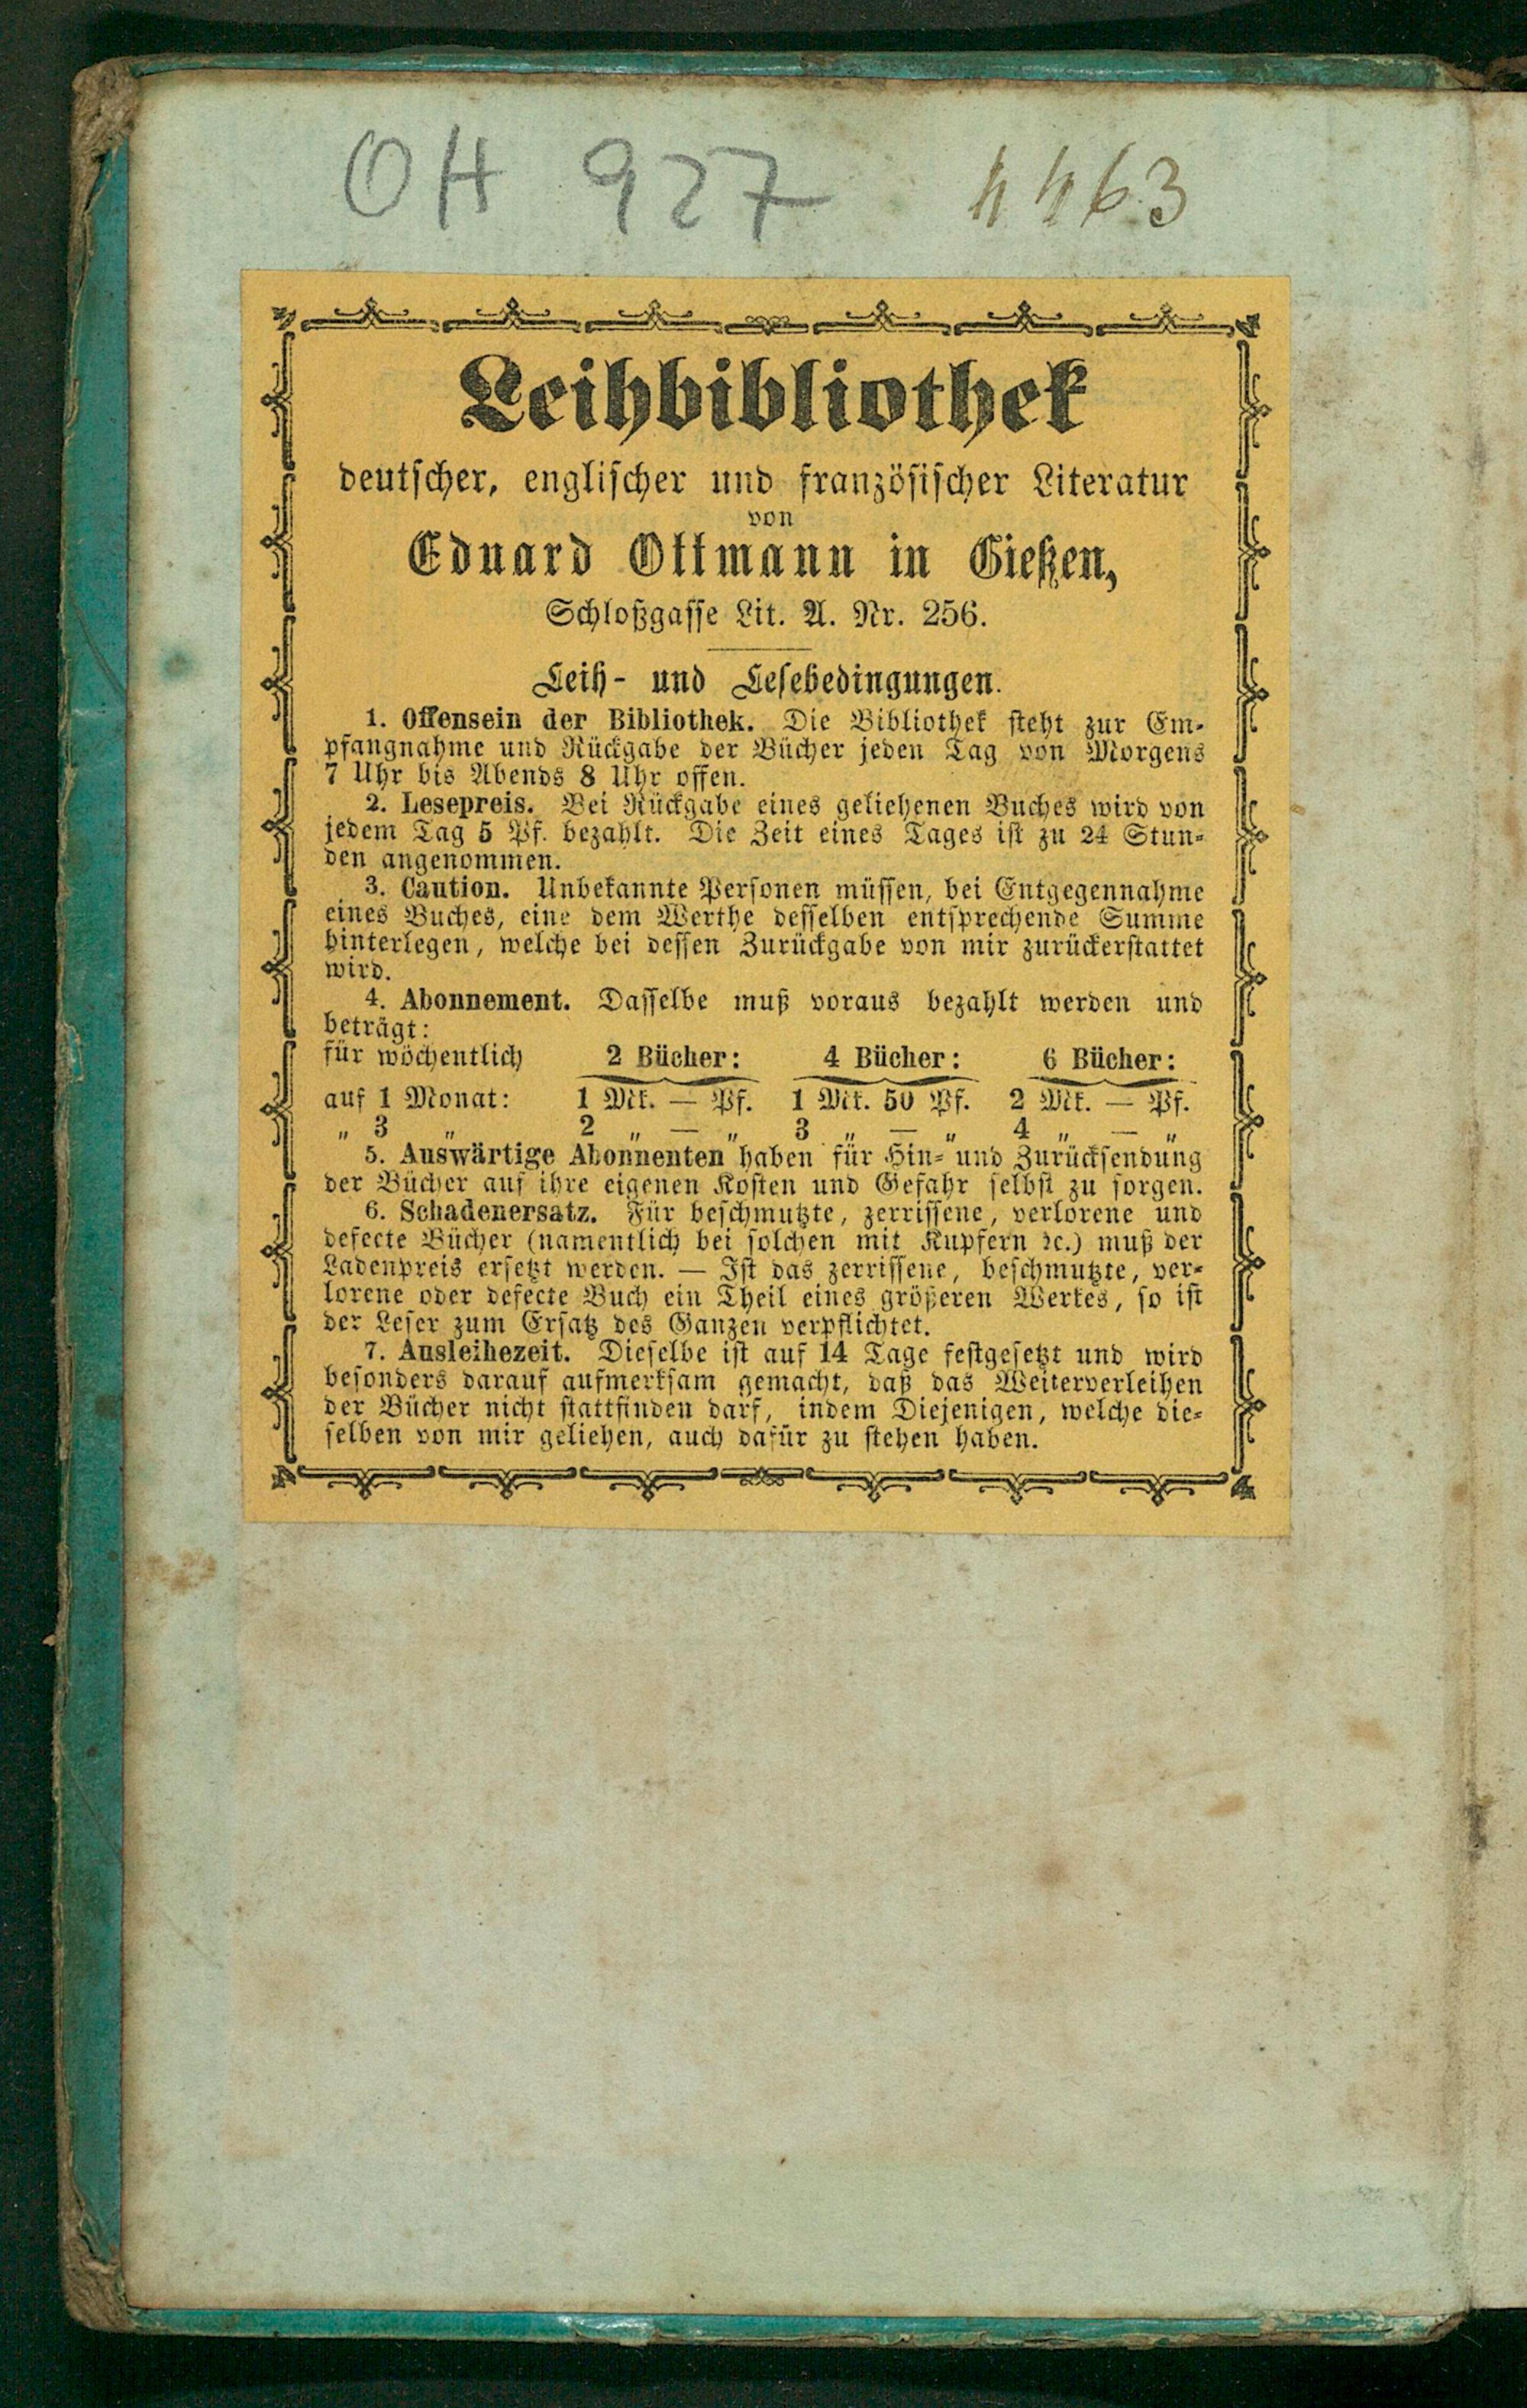 OH 927 4463
Leihbibliothek
deutscher, englischer und französischer Literatur
von
Eduard Ottmann in Gießen,
Schloßgasse Lit. A. Nr. 256.
Leih- und Lesebedingungen.
1. Offensein der Bibliothek. Die Bibliothek steht zur Em-
pfangnahme und Rückgabe der Bücher jeden Tag von Morgens
7 Uhr bis Abends 8 Uhr offen.
2. Lesepreis. Bei Rückgabe eines geliehenen Buches wird von
jedem Tag 5 Pf. bezahlt. Die Zeit eines Tages ist zu 24 Stun-
den angenommen.
3. Caution. Unbekannte Personen müssen, bei Entgegennahme
eines Buches, eine dem Werthe desselben entsprechende Summe
hinterlegen, welche bei dessen Zurückgabe von mir zurückerstattet
wird.
4. Abonnement. Dasselbe muß voraus bezahlt werden und
beträgt:
für wöchentlich 2 Bücher: 4 Bücher: 6 Bücher:
auf 1 Monat: 1 Mk. — Pf. 1 Mk. 50 Pf. 2 Mk. — Pf.
„ 3 „ 2 „ — „ 3 „ — „ 4 „ — „
5. Auswärtige Abonnenten haben für Hin- und Zurücksendung
der Bücher auf ihre eigenen Kosten und Gefahr selbst zu sorgen.
6. Schadenersatz. Für beschmutzte, zerrissene, verlorene und
defecte Bücher (namentlich bei solchen mit Kupfern ꝛc.) muß der
Ladenpreis ersetzt werden. — Ist das zerrissene, beschmutzte, ver-
lorene oder defecte Buch ein Theil eines größeren Werkes, so ist
der Leser zum Ersatz des Ganzen verpflichtet.
7. Ausleihezeit. Dieselbe ist auf 14 Tage festgesetzt und wird
besonders darauf aufmerksam gemacht, daß das Weiterverleihen
der Bücher nicht stattfinden darf, indem Diejenigen, welche die-
selben von mir geliehen, auch dafür zu stehen haben.